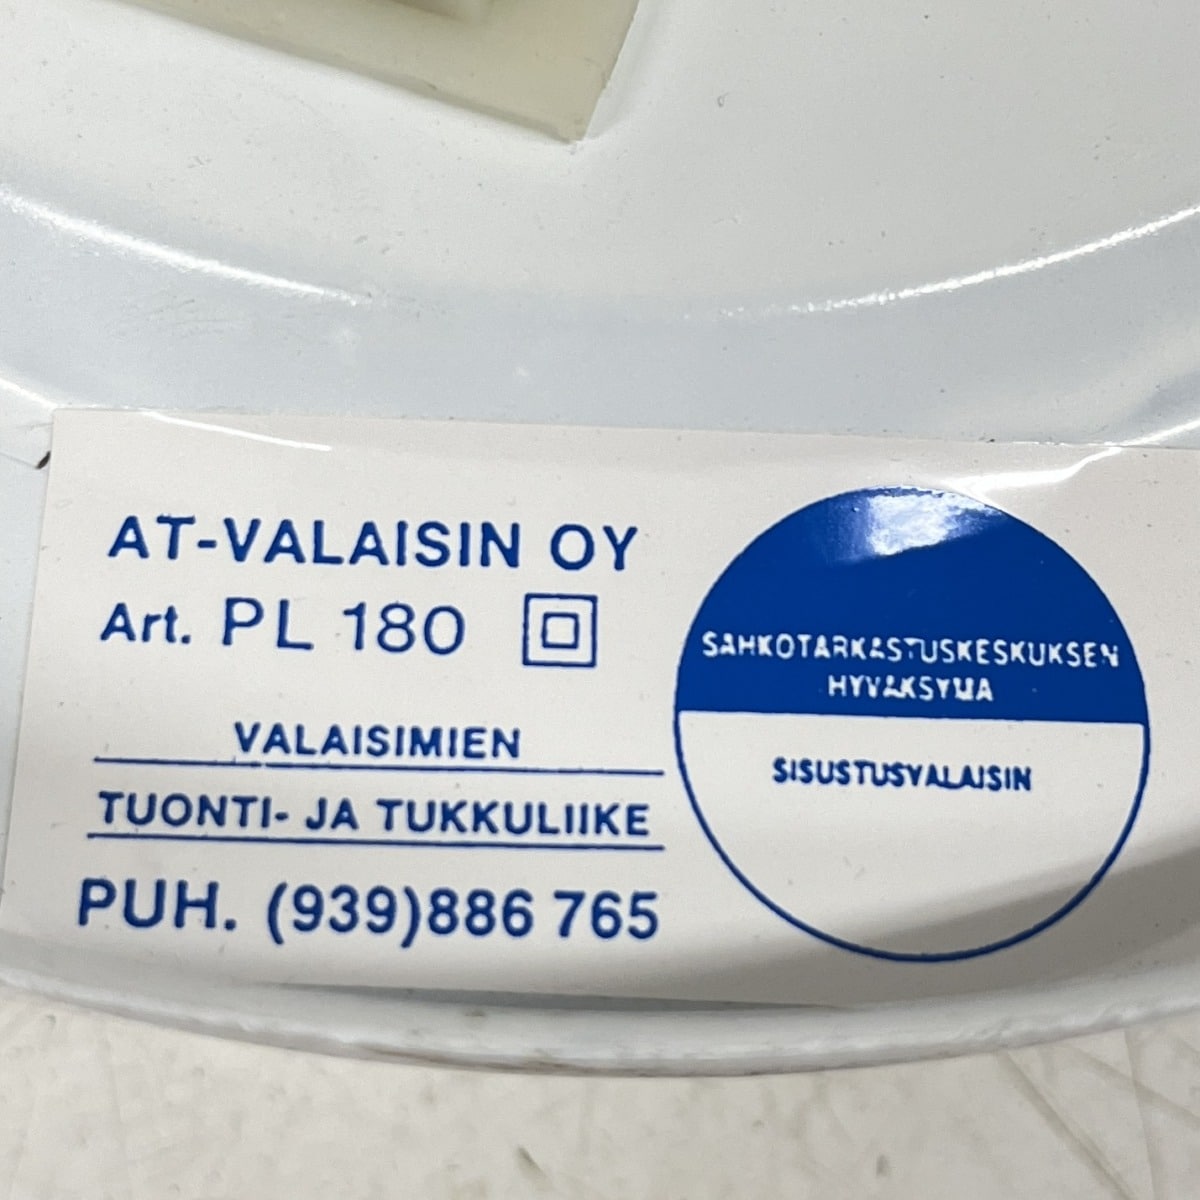 AT-VALAISIN OY
Art. PL 180
VALAISIMIEN
TUONTI- JA TUKKULIIKE
PUH. (939)886 765
SAHKOTARKASTUSKESKUKSEN
HYVAKSYMA
SISUSTUSVALAISIN